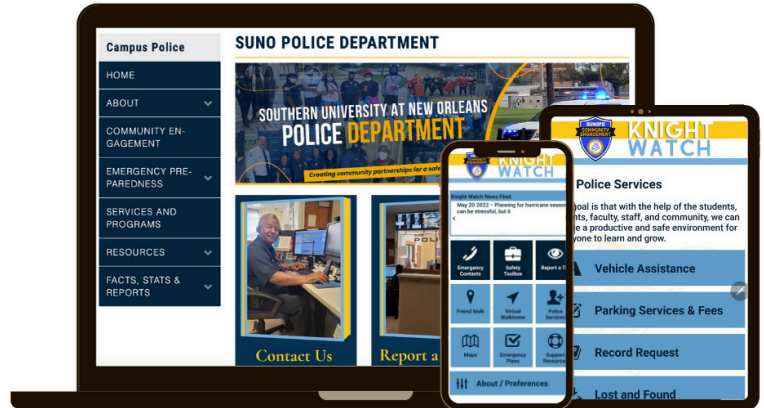 Campus Police
HOME
ABOUT
COMMUNITY EN-
GAGEMENT
EMERGENCY PRE-
PAREDNESS
SERVICES AND
PROGRAMS
RESOURCES
FACTS, STATS &
REPORTS
SUNO POLICE DEPARTMENT
SOUTHERN UNIVERSITY AT NEW ORLEANS
POLICE DEPARTMENT
Creating community partnerships for a safe
POLI
Contact Us
Report a
KNIGHT
WATCH
Knight Watch News Feed
May 20 2022 – Planning for hurricane season
can be stressful, but it
Emergency
Contacts
Safety
Toolbox
Report a T
Friend Walk
Virtual
Walkhome
Police
Services
Maps
Emergency
Plans
Support
Resource
About / Preferences
SUNOPD
COMMUNITY
ENGAGEMENT
KNIGHT
WATCH
Police Services
goal is that with the help of the students,
nts, faculty, staff, and community, we can
e a productive and safe environment for
yone to learn and grow.
Vehicle Assistance
Parking Services & Fees
Record Request
Lost and Found